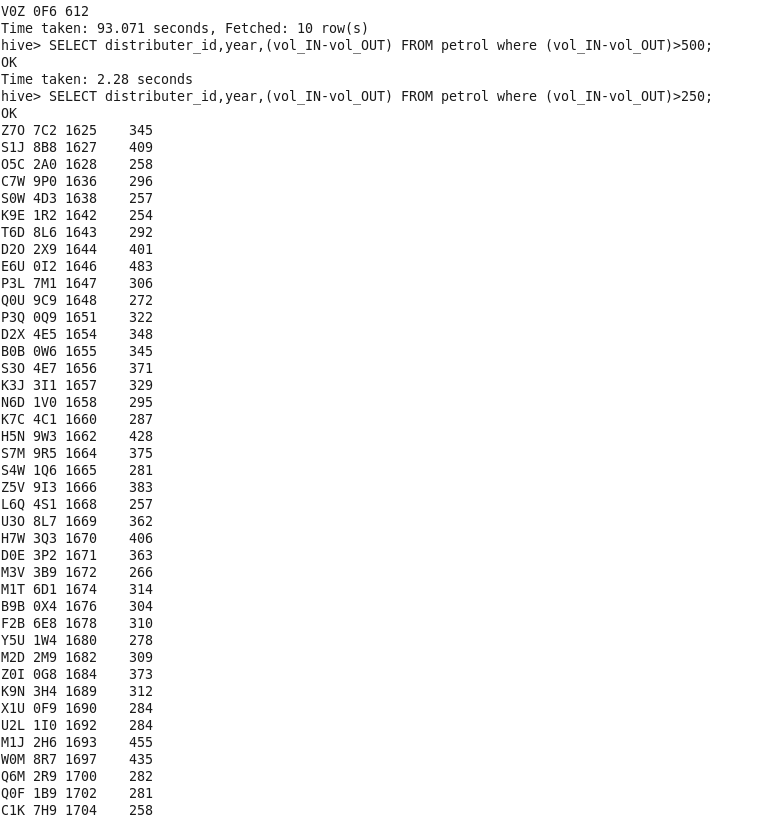 V0Z 0F6 612
Time taken: 93.071 seconds, Fetched: 10 row(s)
hive> SELECT distributer_id,year,(vol_IN-vol_OUT) FROM petrol where (vol_IN-vol_OUT)>500;
OK
Time taken: 2.28 seconds
hive> SELECT distributer_id,year,(vol_IN-vol_OUT) FROM petrol where (vol_IN-vol_OUT)>250;
OK
Z7O 7C2 1625 345
S1J 8B8 1627 409
O5C 2A0 1628 258
C7W 9P0 1636 296
S0W 4D3 1638 257
K9E 1R2 1642 254
T6D 8L6 1643 292
D2O 2X9 1644 401
E6U 0I2 1646 483
P3L 7M1 1647 306
Q0U 9C9 1648 272
P3Q 0Q9 1651 322
D2X 4E5 1654 348
B0B 0W6 1655 345
S3O 4E7 1656 371
K3J 3I1 1657 329
N6D 1V0 1658 295
K7C 4C1 1660 287
H5N 9W3 1662 428
S7M 9R5 1664 375
S4W 1Q6 1665 281
Z5V 9I3 1666 383
L6Q 4S1 1668 257
U3O 8L7 1669 362
H7W 3Q3 1670 406
D0E 3P2 1671 363
M3V 3B9 1672 266
M1T 6D1 1674 314
B9B 0X4 1676 304
F2B 6E8 1678 310
Y5U 1W4 1680 278
M2D 2M9 1682 309
Z0I 0G8 1684 373
K9N 3H4 1689 312
X1U 0F9 1690 284
U2L 1I0 1692 284
M1J 2H6 1693 455
W0M 8R7 1697 435
Q6M 2R9 1700 282
Q0F 1B9 1702 281
C1K 7H9 1704 258